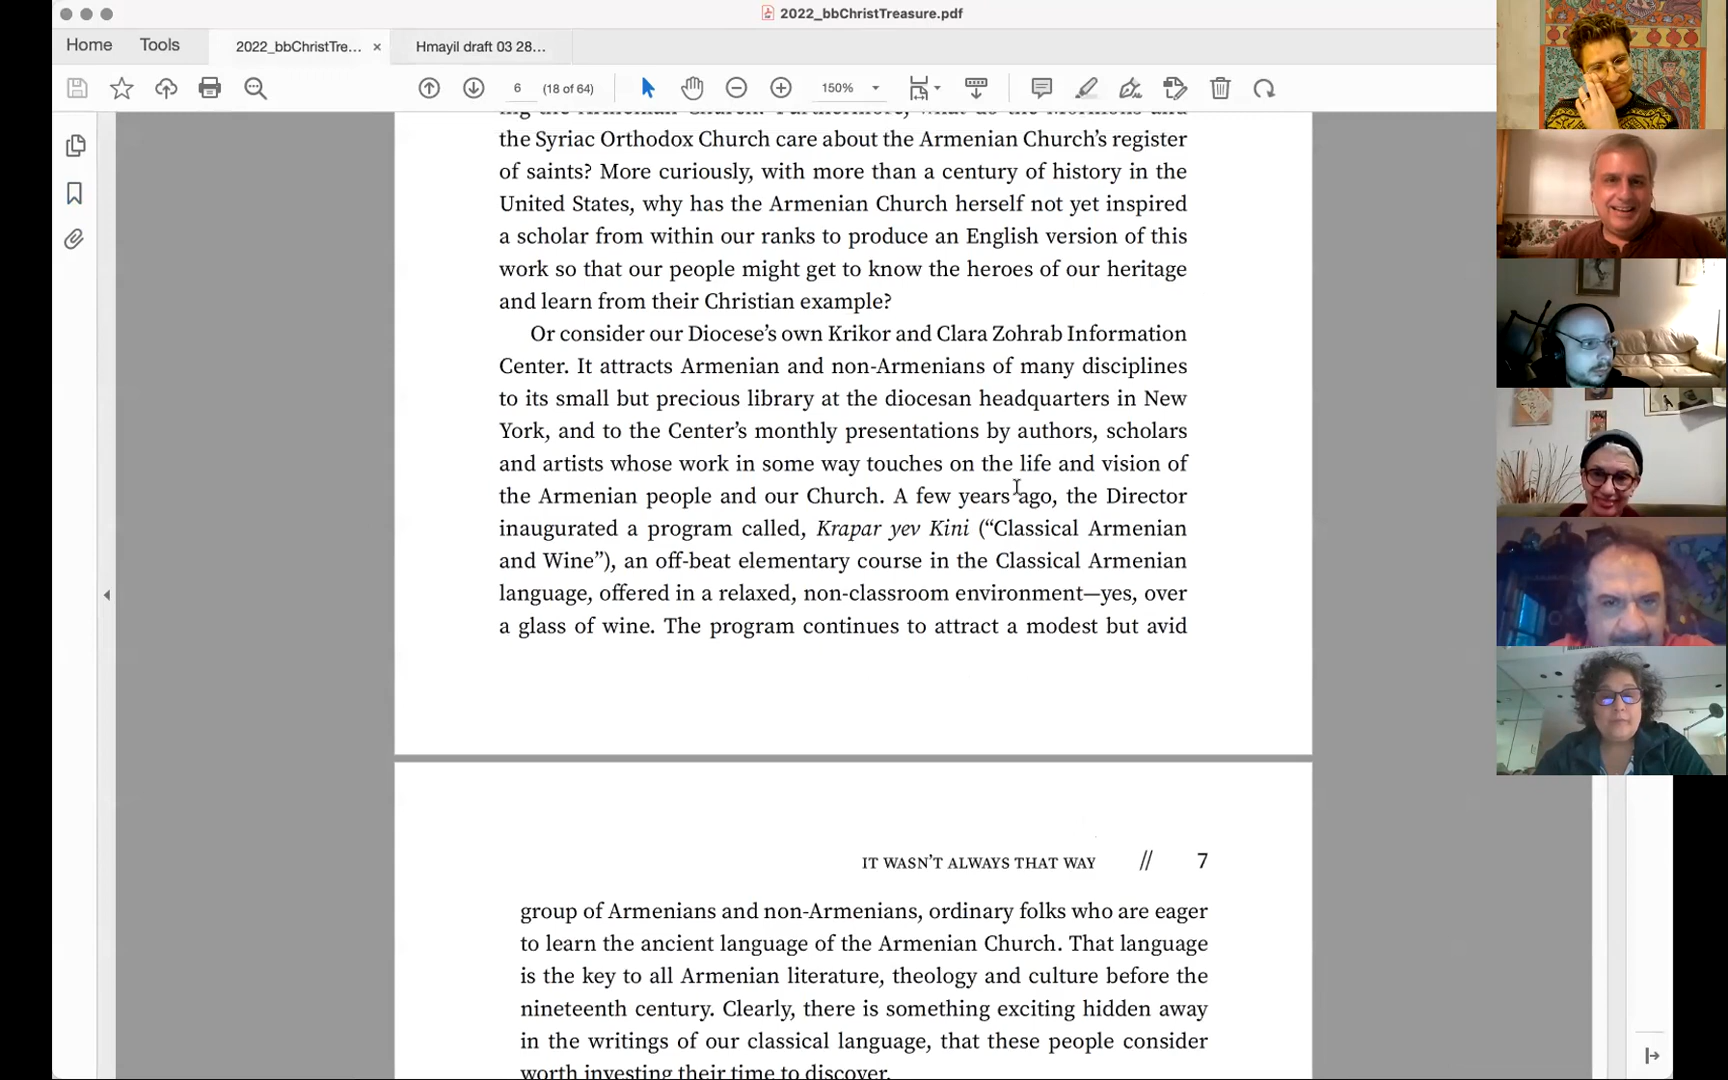 2022_bbChristTreasure.pdf
Home Tools 2022_bbChristTre... × Hmayil draft 03 28...
6 (18 of 64) 150%
the Syriac Orthodox Church care about the Armenian Church's register
of saints? More curiously, with more than a century of history in the
United States, why has the Armenian Church herself not yet inspired
a scholar from within our ranks to produce an English version of this
work so that our people might get to know the heroes of our heritage
and learn from their Christian example?
Or consider our Diocese's own Krikor and Clara Zohrab Information
Center. It attracts Armenian and non-Armenians of many disciplines
to its small but precious library at the diocesan headquarters in New
York, and to the Center's monthly presentations by authors, scholars
and artists whose work in some way touches on the life and vision of
the Armenian people and our Church. A few years ago, the Director
inaugurated a program called, Krapar yev Kini (“Classical Armenian
and Wine”), an off-beat elementary course in the Classical Armenian
language, offered in a relaxed, non-classroom environment—yes, over
a glass of wine. The program continues to attract a modest but avid
IT WASN'T ALWAYS THAT WAY // 7
group of Armenians and non-Armenians, ordinary folks who are eager
to learn the ancient language of the Armenian Church. That language
is the key to all Armenian literature, theology and culture before the
nineteenth century. Clearly, there is something exciting hidden away
in the writings of our classical language, that these people consider
worth investing their time to discover.